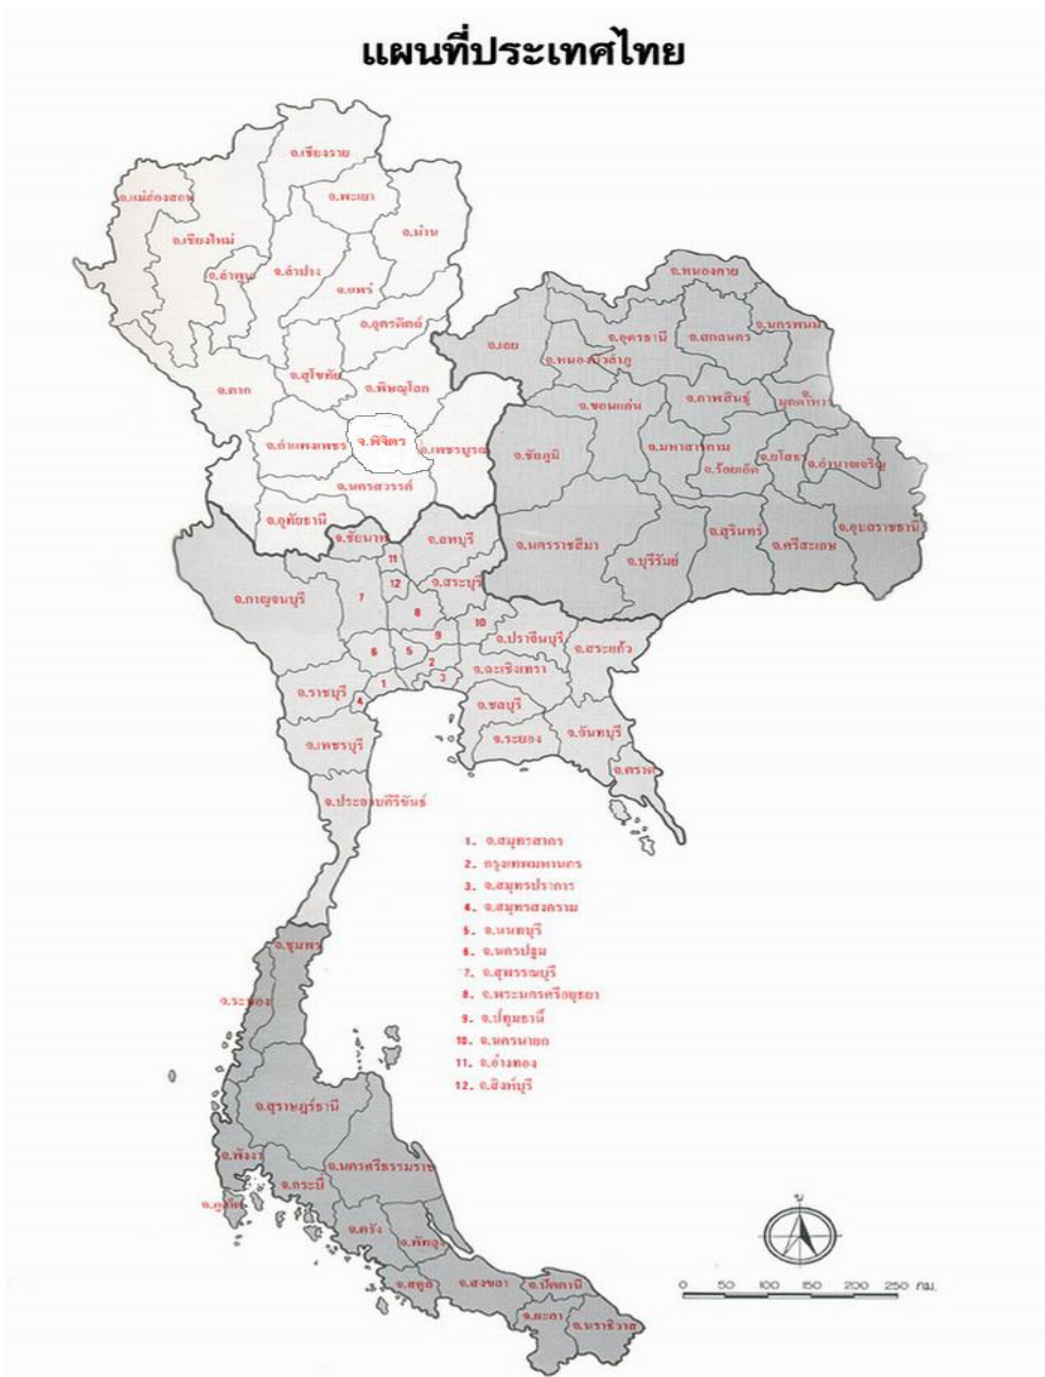 แผนที่ประเทศไทย
จ.เชียงราย
จ.แม่ฮ่องสอน
จ.พะเยา
จ.เชียงใหม่
จ.น่าน
จ.ลำพูน
จ.ลำปาง
จ.แพร่
จ.หนองคาย
จ.อุตรดิตถ์
จ.นครพนม
จ.เลย
จ.อุดรธานี
จ.สกลนคร
จ.หนองบัวลำภู
จ.สุโขทัย
จ.ตาก
จ.พิษณุโลก
จ.ขอนแก่น
จ.กาฬสินธุ์
มุกดาหาร
จ.กำแพงเพชร
จ.พิจิตร
จ.เพชรบูรณ์
จ.ชัยภูมิ
จ.มหาสารคาม
จ.ร้อยเอ็ด
จ.ยโสธร
จ.อำนาจเจริญ
จ.นครสวรรค์
จ.อุทัยธานี
จ.ชัยนาท
จ.ลพบุรี
จ.นครราชสีมา
จ.บุรีรัมย์
จ.สุรินทร์
จ.ศรีสะเกษ
จ.อุบลราชธานี
11
12
จ.สระบุรี
จ.กาญจนบุรี
7
8
10
9
จ.ปราจีนบุรี
จ.สระแก้ว
6
5
2
3
จ.ฉะเชิงเทรา
จ.ราชบุรี
1
4
จ.ชลบุรี
จ.ระยอง
จ.จันทบุรี
จ.ตราด
จ.เพชรบุรี
จ.ประจวบคีรีขันธ์
1. จ.สมุทรสาคร
2. กรุงเทพมหานคร
3. จ.สมุทรปราการ
4. จ.สมุทรสงคราม
5. จ.นนทบุรี
6. จ.นครปฐม
7. จ.สุพรรณบุรี
8. จ.พระนครศรีอยุธยา
9. จ.ปทุมธานี
10. จ.นครนายก
11. จ.อ่างทอง
12. จ.สิงห์บุรี
จ.ชุมพร
จ.ระนอง
จ.สุราษฎร์ธานี
จ.พังงา
จ.นครศรีธรรมราช
จ.กระบี่
จ.ภูเก็ต
จ.ตรัง
จ.พัทลุง
จ.สตูล
จ.สงขลา
จ.ปัตตานี
จ.ยะลา
จ.นราธิวาส
น
0 50 100 150 200 250 กม.